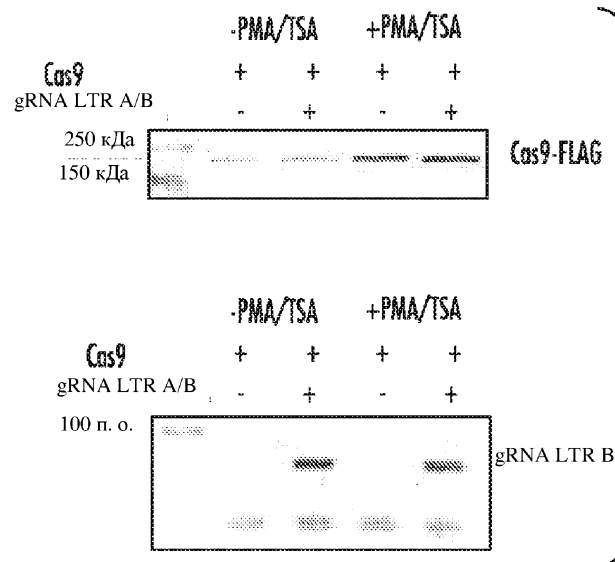 -PMA/TSA +PMA/TSA
Cas9 + + + +
gRNA LTR A/B - + - +
250 кДа
150 кДа
Cas9-FLAG
-PMA/TSA +PMA/TSA
Cas9 + + + +
gRNA LTR A/B - + - +
100 п. о.
gRNA LTR B